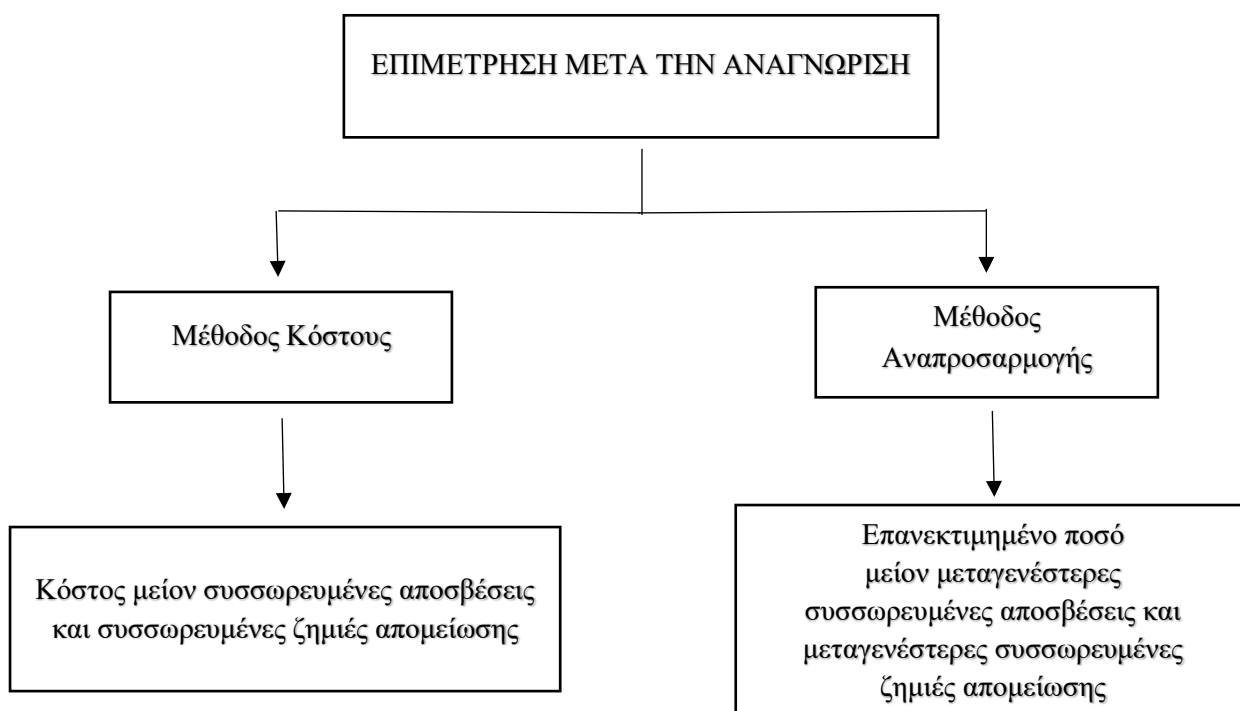 ΕΠΙΜΕΤΡΗΣΗ ΜΕΤΑ ΤΗΝ ΑΝΑΓΝΩΡΙΣΗ
Μέθοδος Κόστους
Μέθοδος
Αναπροσαρμογής
Κόστος μείον συσσωρευμένες αποσβέσεις
και συσσωρευμένες ζημιές απομείωσης
Επανεκτιμημένο ποσό
μείον μεταγενέστερες
συσσωρευμένες αποσβέσεις και
μεταγενέστερες συσσωρευμένες
ζημιές απομείωσης